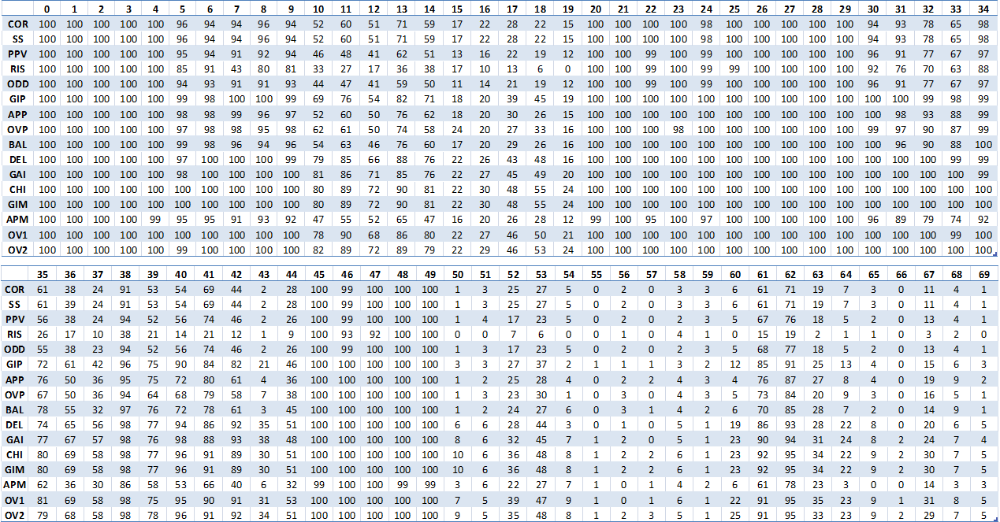 0 1 2 3 4 5 6 7 8 9 10 11 12 13 14 15 16 17 18 19 20 21 22 23 24 25 26 27 28 29 30 31 32 33 34
COR 100 100 100 100 100 96 94 94 96 94 52 60 51 71 59 17 22 28 22 15 100 100 100 100 98 100 100 100 100 100 94 93 78 65 98
SS 100 100 100 100 100 96 94 94 96 94 52 60 51 71 59 17 22 28 22 15 100 100 100 100 98 100 100 100 100 100 94 93 78 65 98
PPV 100 100 100 100 100 95 94 91 92 94 46 48 41 62 51 13 16 22 19 12 100 100 99 100 99 100 100 100 100 100 96 91 77 67 97
RIS 100 100 100 100 100 85 91 43 80 81 33 27 17 36 38 17 10 13 6 0 100 100 99 100 99 99 100 100 100 100 92 76 70 63 88
ODD 100 100 100 100 100 94 93 91 91 93 44 47 41 59 50 11 14 21 19 12 100 100 99 100 99 100 100 100 100 100 96 91 77 67 97
GIP 100 100 100 100 100 99 98 100 100 99 69 76 54 82 71 18 20 39 45 19 100 100 100 100 100 100 100 100 100 100 100 100 99 98 99
APP 100 100 100 100 100 98 98 99 96 97 52 60 50 76 62 18 20 30 26 15 100 100 100 100 100 100 100 100 100 100 100 98 93 88 99
OVP 100 100 100 100 100 97 98 98 95 98 62 61 50 74 58 24 20 27 33 16 100 100 100 98 100 100 100 100 100 100 99 97 90 87 99
BAL 100 100 100 100 100 99 98 96 94 96 54 63 46 76 60 17 20 29 26 16 100 100 100 100 100 100 100 100 100 100 100 96 90 88 100
DEL 100 100 100 100 100 97 100 100 100 99 79 85 66 88 76 22 26 43 48 16 100 100 100 100 100 100 100 100 100 100 100 100 100 99 99
GAI 100 100 100 100 100 98 100 100 100 100 81 86 71 85 76 22 27 45 49 20 100 100 100 100 100 100 100 100 100 100 100 100 100 100 99
CHI 100 100 100 100 100 100 100 100 100 100 80 89 72 90 81 22 30 48 55 24 100 100 100 100 100 100 100 100 100 100 100 100 100 100 100
GIM 100 100 100 100 100 100 100 100 100 100 80 89 72 90 81 22 30 48 55 24 100 100 100 100 100 100 100 100 100 100 100 100 100 100 100
APM 100 100 100 100 99 95 95 91 93 92 47 55 52 65 47 16 20 26 28 12 99 100 95 100 97 100 100 100 100 100 96 89 79 74 92
OV1 100 100 100 100 100 100 100 100 100 100 78 90 68 86 80 22 27 46 50 21 100 100 100 100 100 100 100 100 100 100 100 100 100 99 100
OV2 100 100 100 100 100 99 100 100 100 100 82 89 72 89 79 22 29 46 53 24 100 100 100 100 100 100 100 100 100 100 100 100 100 100 100
35 36 37 38 39 40 41 42 43 44 45 46 47 48 49 50 51 52 53 54 55 56 57 58 59 60 61 62 63 64 65 66 67 68 69
COR 61 38 24 91 53 54 69 44 2 28 100 99 100 100 100 1 3 25 27 5 0 2 0 3 3 6 61 71 19 7 3 0 11 4 1
SS 61 39 24 91 53 54 69 44 2 28 100 99 100 100 100 1 3 25 27 5 0 2 0 3 3 6 61 71 19 7 3 0 11 4 1
PPV 56 38 24 94 52 56 74 46 2 26 100 99 100 100 100 1 4 17 23 5 0 2 0 2 3 5 67 76 18 5 2 0 13 4 1
RIS 26 17 10 38 21 14 21 12 1 9 100 93 92 100 100 0 0 7 6 0 0 1 0 4 1 0 15 19 2 1 1 0 3 2 0
ODD 55 38 23 94 52 56 74 46 2 26 100 99 100 100 100 1 3 17 23 5 0 2 0 2 3 5 68 77 18 5 2 0 13 4 1
GIP 72 61 42 96 75 90 84 82 21 46 100 100 100 100 100 3 3 27 37 2 1 1 1 3 2 12 85 91 25 13 4 0 15 6 3
APP 76 50 36 95 75 72 80 61 4 36 100 100 100 100 100 1 2 25 28 4 0 2 2 4 3 4 76 87 27 8 4 0 19 9 2
OVP 67 50 36 94 64 68 79 58 7 38 100 100 100 100 100 1 3 23 30 1 0 3 0 4 3 5 73 84 20 9 3 0 16 5 1
BAL 78 55 32 97 76 72 78 61 3 45 100 100 100 100 100 1 2 24 27 6 0 3 1 4 2 6 70 85 28 7 2 0 14 9 1
DEL 74 65 56 98 77 94 86 92 35 51 100 100 100 100 100 6 6 28 44 3 0 1 0 5 1 19 86 93 28 22 8 0 20 6 5
GAI 77 67 57 98 76 98 88 93 38 48 100 100 100 100 100 8 6 32 45 7 1 2 0 5 1 23 90 94 31 24 8 2 24 7 4
CHI 80 69 58 98 77 96 91 89 30 51 100 100 100 100 100 10 6 36 48 8 1 2 2 6 1 23 92 95 34 22 9 2 30 7 5
GIM 80 69 58 98 77 96 91 89 30 51 100 100 100 100 100 10 6 36 48 8 1 2 2 6 1 23 92 95 34 22 9 2 30 7 5
APM 62 36 30 86 58 53 66 40 6 32 99 100 100 99 99 3 6 22 27 7 1 0 1 4 2 6 61 78 23 3 0 0 14 3 3
OV1 81 69 58 98 75 95 90 91 31 53 100 100 100 100 100 7 5 39 47 9 1 0 1 6 1 22 91 95 35 23 9 1 31 8 5
OV2 79 68 58 98 78 96 91 92 34 51 100 100 100 100 100 9 5 35 48 8 1 2 3 5 1 25 91 95 33 23 9 2 29 7 5